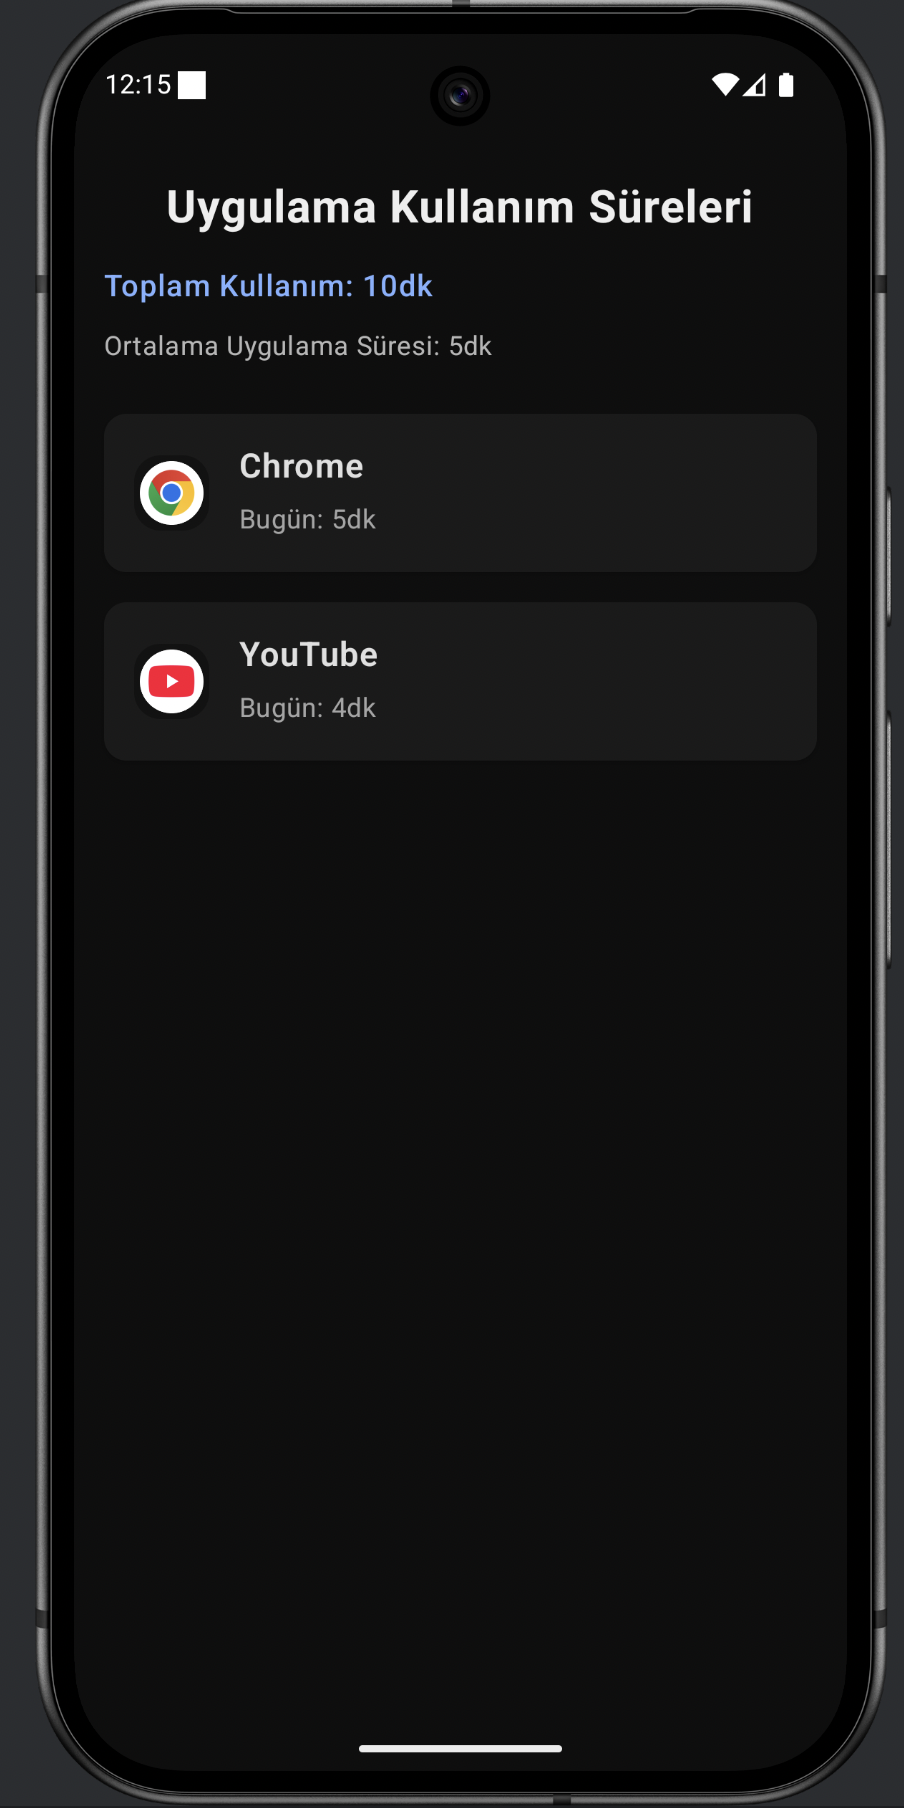 12:15
Uygulama Kullanım Süreleri
Toplam Kullanım: 10dk
Ortalama Uygulama Süresi: 5dk
Chrome
Bugün: 5dk
YouTube
Bugün: 4dk